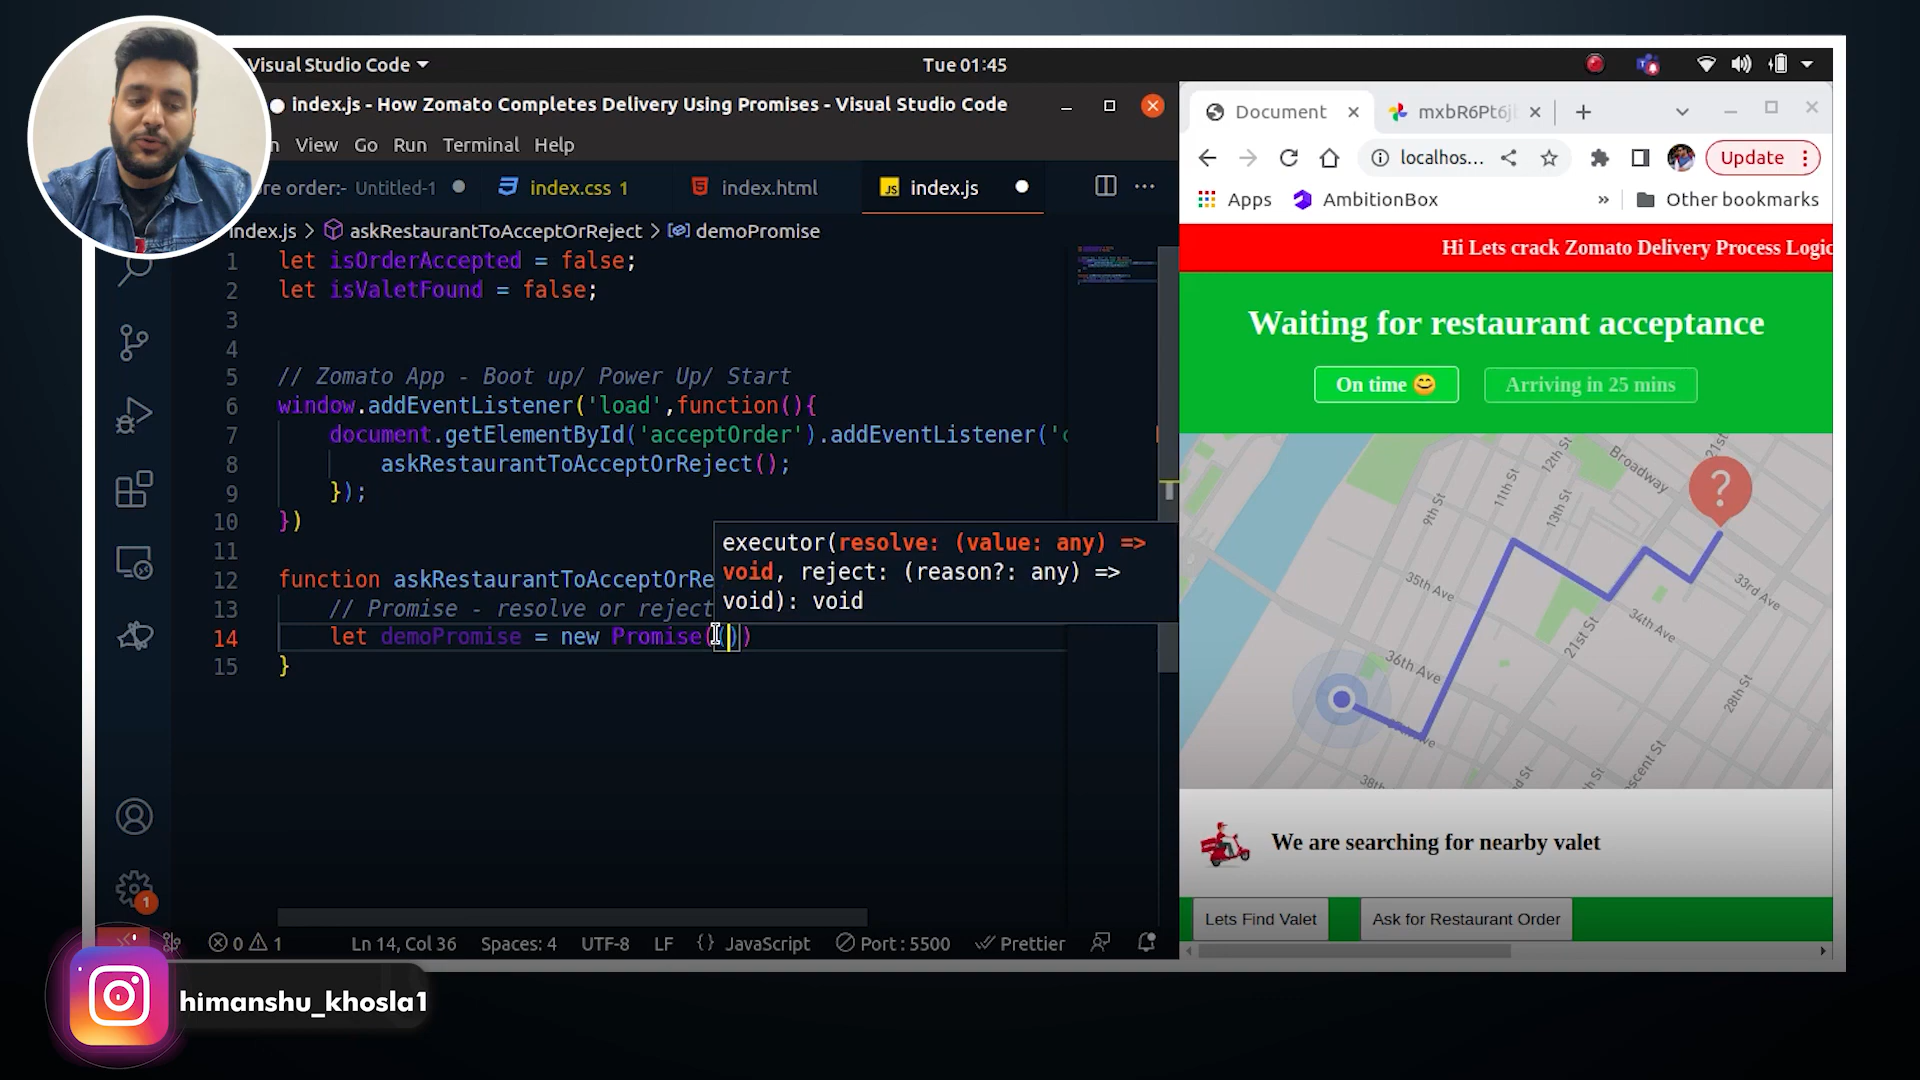 Visual Studio Code
Tue 01:45
index.js - How Zomato Completes Delivery Using Promises - Visual Studio Code
View Go Run Terminal Help
ore order:- Untitled-1
index.css 1
index.html
JS index.js
index.js > askRestaurantToAcceptOrReject > demoPromise
1 let isOrderAccepted = false;
2 let isValetFound = false;
3
4
5 // Zomato App - Boot up/ Power Up/ Start
6 window.addEventListener('load',function(){
7 document.getElementById('acceptOrder').addEventListener('c
8 askRestaurantToAcceptOrReject();
9 });
10 })
11
executor(resolve: (value: any) =>
void, reject: (reason?: any) =>
void): void
12 function askRestaurantToAcceptOrRe
13 // Promise - resolve or reject
14 let demoPromise = new Promise(())
15 }
1
0 1 Ln 14, Col 36 Spaces: 4 UTF-8 LF {} JavaScript Port : 5500 Prettier
himanshu_khosla1
Document
mxbR6Pt6j
localhos...
Update
Apps AmbitionBox » Other bookmarks
Hi Lets crack Zomato Delivery Process Logic
Waiting for restaurant acceptance
On time 😊 Arriving in 25 mins
21st
Broadway
12th St
11th St
13th St
9th St
?
35th Ave
33rd Ave
34th Ave
21st St
36th Ave
28th St
37th Ave
38th
escent St
We are searching for nearby valet
Lets Find Valet Ask for Restaurant Order